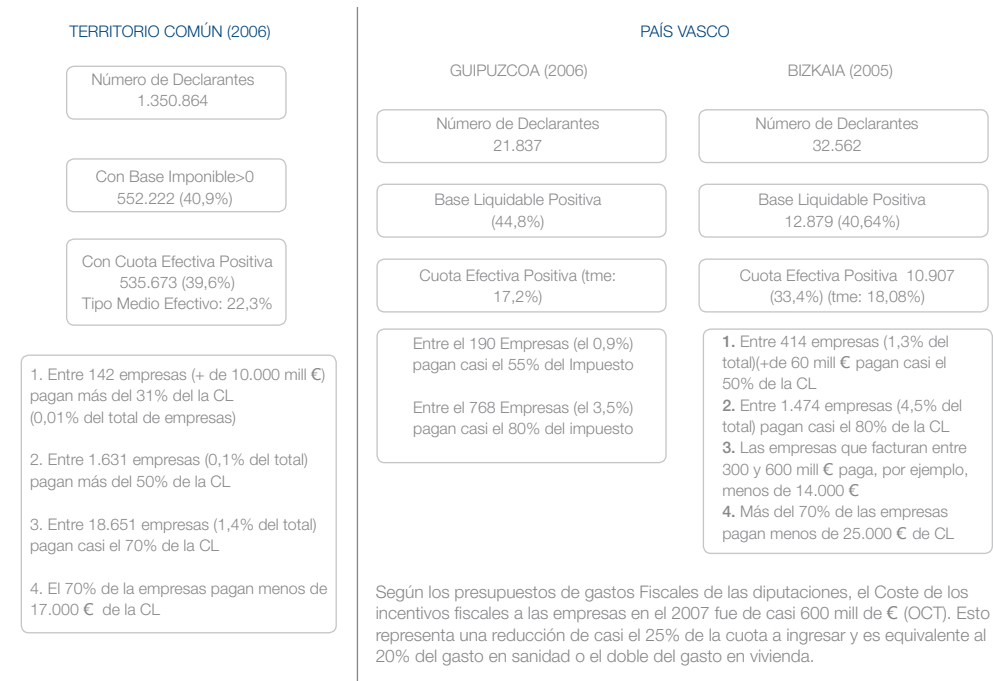 TERRITORIO COMÚN (2006)
Número de Declarantes
1.350.864
Con Base Imponible>0
552.222 (40,9%)
Con Cuota Efectiva Positiva
535.673 (39,6%)
Tipo Medio Efectivo: 22,3%
1. Entre 142 empresas (+ de 10.000 mill €)
pagan más del 31% del la CL
(0,01% del total de empresas)
2. Entre 1.631 empresas (0,1% del total)
pagan más del 50% de la CL
3. Entre 18.651 empresas (1,4% del total)
pagan casi el 70% de la CL
4. El 70% de la empresas pagan menos de
17.000 € de la CL
PAÍS VASCO
GUIPUZCOA (2006)
Número de Declarantes
21.837
Base Liquidable Positiva
(44,8%)
Cuota Efectiva Positiva (tme:
17,2%)
Entre el 190 Empresas (el 0,9%)
pagan casi el 55% del Impuesto
Entre el 768 Empresas (el 3,5%)
pagan casi el 80% del impuesto
BIZKAIA (2005)
Número de Declarantes
32.562
Base Liquidable Positiva
12.879 (40,64%)
Cuota Efectiva Positiva 10.907
(33,4%) (tme: 18,08%)
1. Entre 414 empresas (1,3% del
total)(+de 60 mill € pagan casi el
50% de la CL
2. Entre 1.474 empresas (4,5% del
total) pagan casi el 80% de la CL
3. Las empresas que facturan entre
300 y 600 mill € paga, por ejemplo,
menos de 14.000 €
4. Más del 70% de las empresas
pagan menos de 25.000 € de CL
Según los presupuestos de gastos Fiscales de las diputaciones, el Coste de los
incentivos fiscales a las empresas en el 2007 fue de casi 600 mill de € (OCT). Esto
representa una reducción de casi el 25% de la cuota a ingresar y es equivalente al
20% del gasto en sanidad o el doble del gasto en vivienda.